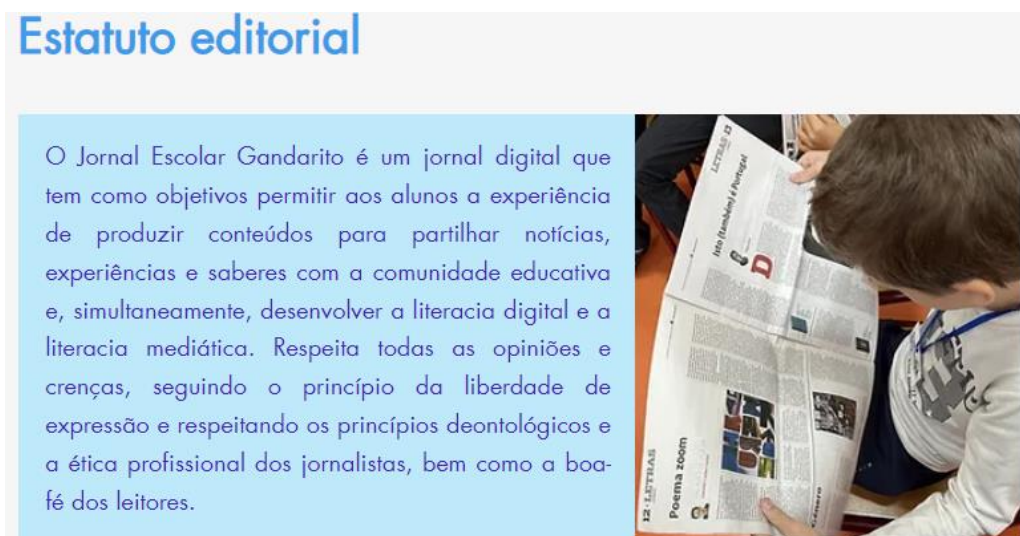 Estatuto editorial
O Jornal Escolar Gandarito é um jornal digital que
tem como objetivos permitir aos alunos a experiência
de produzir conteúdos para partilhar notícias,
experiências e saberes com a comunidade educativa
e, simultaneamente, desenvolver a literacia digital e a
literacia mediática. Respeita todas as opiniões e
crenças, seguindo o princípio da liberdade de
expressão e respeitando os princípios deontológicos e
a ética profissional dos jornalistas, bem como a boa-
fé dos leitores.
LETRAS 13
Isto (também) é Portugal
D
12 · LETRAS
Poema zoom
Género